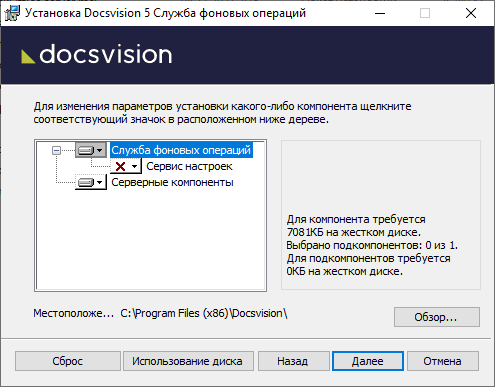 Установка Docsvision 5 Служба фоновых операций
docsvision
Для изменения параметров установки какого-либо компонента щелкните
соответствующий значок в расположенном ниже дереве.
Служба фоновых операций
Сервис настроек
Серверные компоненты
Для компонента требуется
7081КБ на жестком диске.
Выбрано подкомпонентов: 0 из 1.
Для подкомпонентов требуется
0КБ на жестком диске.
Местоположе... C:\Program Files (x86)\Docsvision\
Обзор...
Сброс Использование диска Назад Далее Отмена